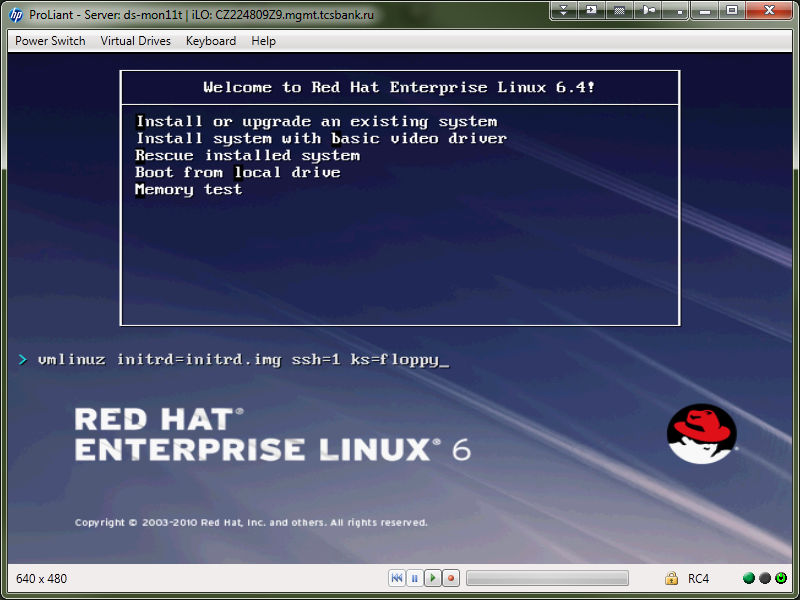 ProLiant - Server: ds-mon11t | iLO: CZ224809Z9.mgmt.tcsbank.ru
Power Switch Virtual Drives Keyboard Help
Welcome to Red Hat Enterprise Linux 6.4!
Install or upgrade an existing system
Install system with basic video driver
Rescue installed system
Boot from local drive
Memory test
> vmlinuz initrd=initrd.img ssh=1 ks=floppy_
RED HAT®
ENTERPRISE LINUX® 6
Copyright © 2003-2010 Red Hat, Inc. and others. All rights reserved.
640 x 480 RC4